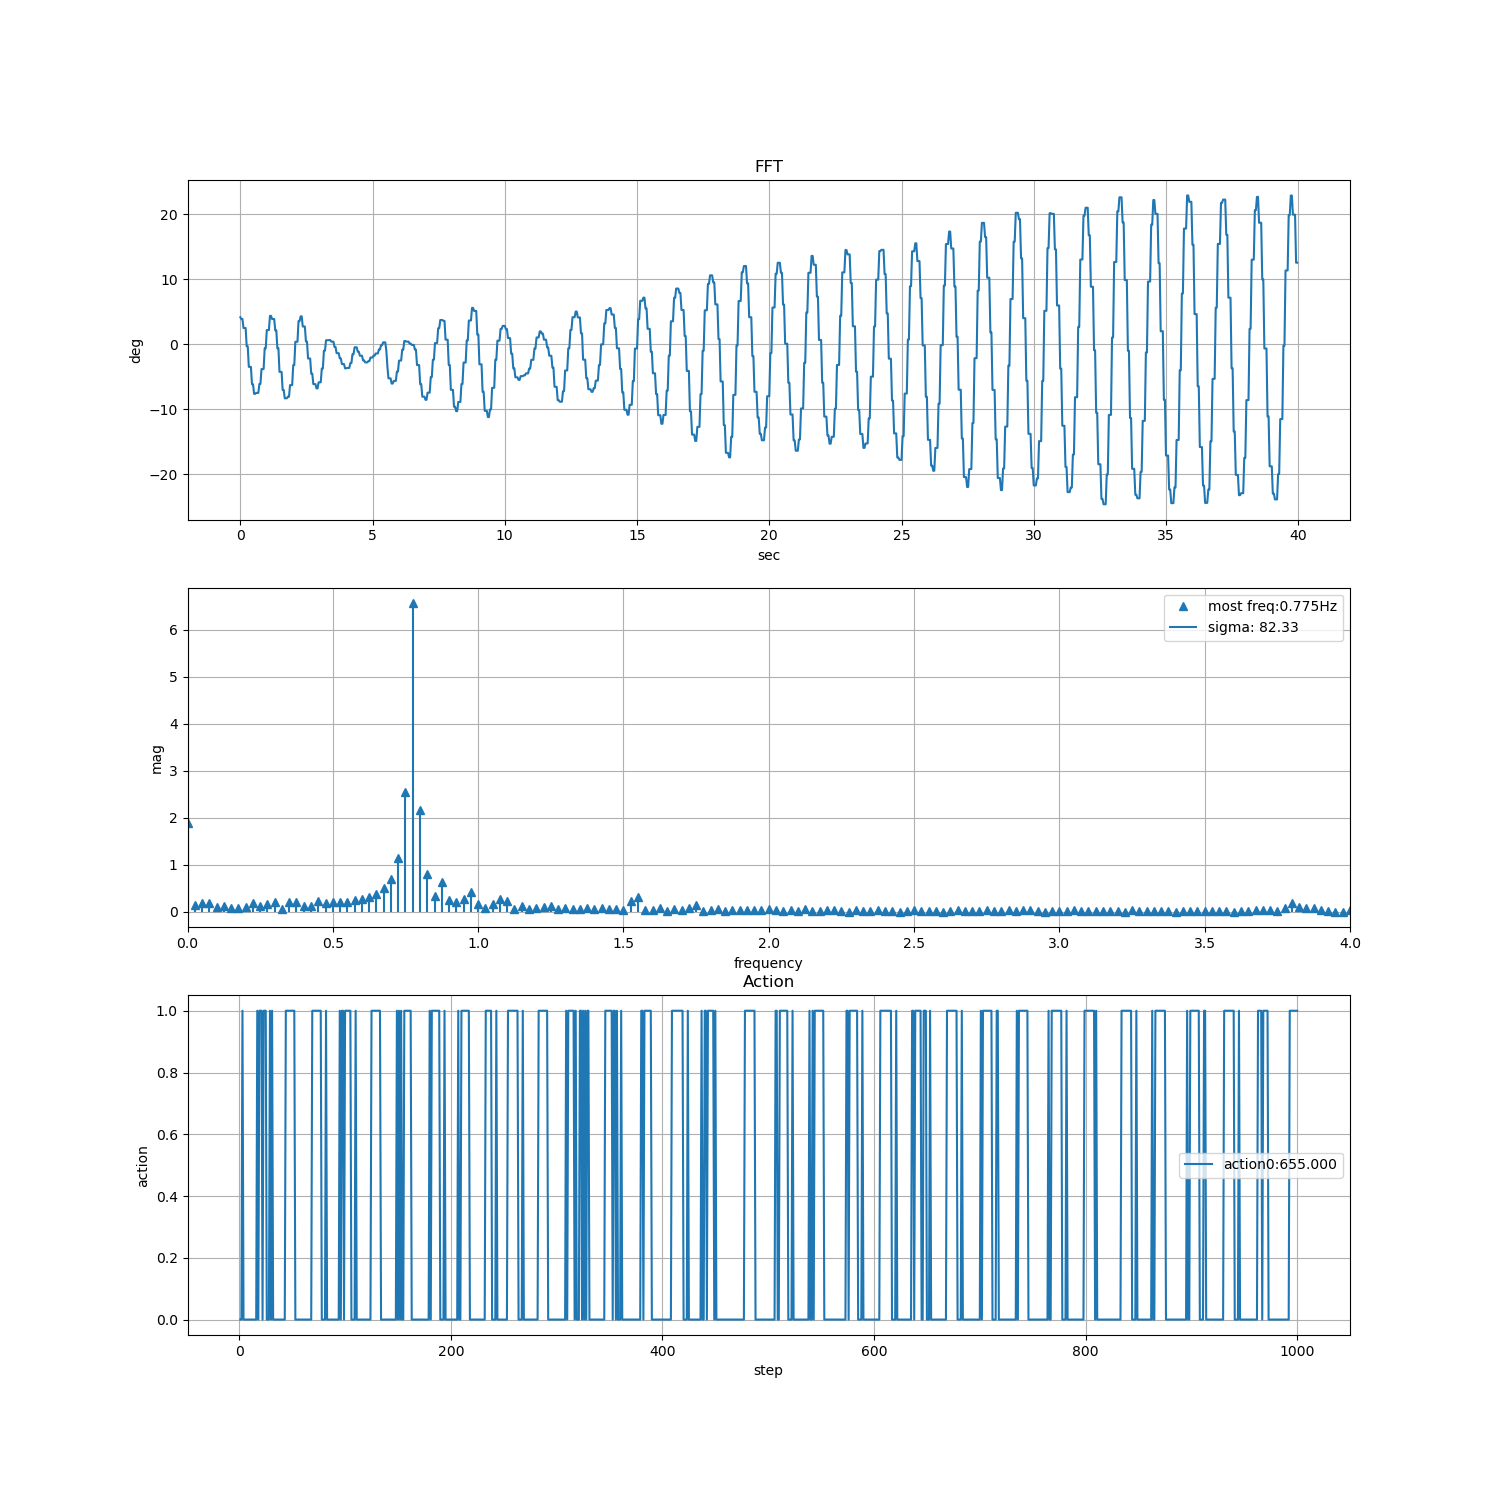 FFT
20
10
0
−10
−20
deg
0 5 10 15 20 25 30 35 40
sec
most freq:0.775Hz
sigma: 82.33
6
5
4
3
2
1
0
mag
0.0 0.5 1.0 1.5 2.0 2.5 3.0 3.5 4.0
frequency
Action
1.0
0.8
0.6
0.4
0.2
0.0
action
action0:655.000
0 200 400 600 800 1000
step